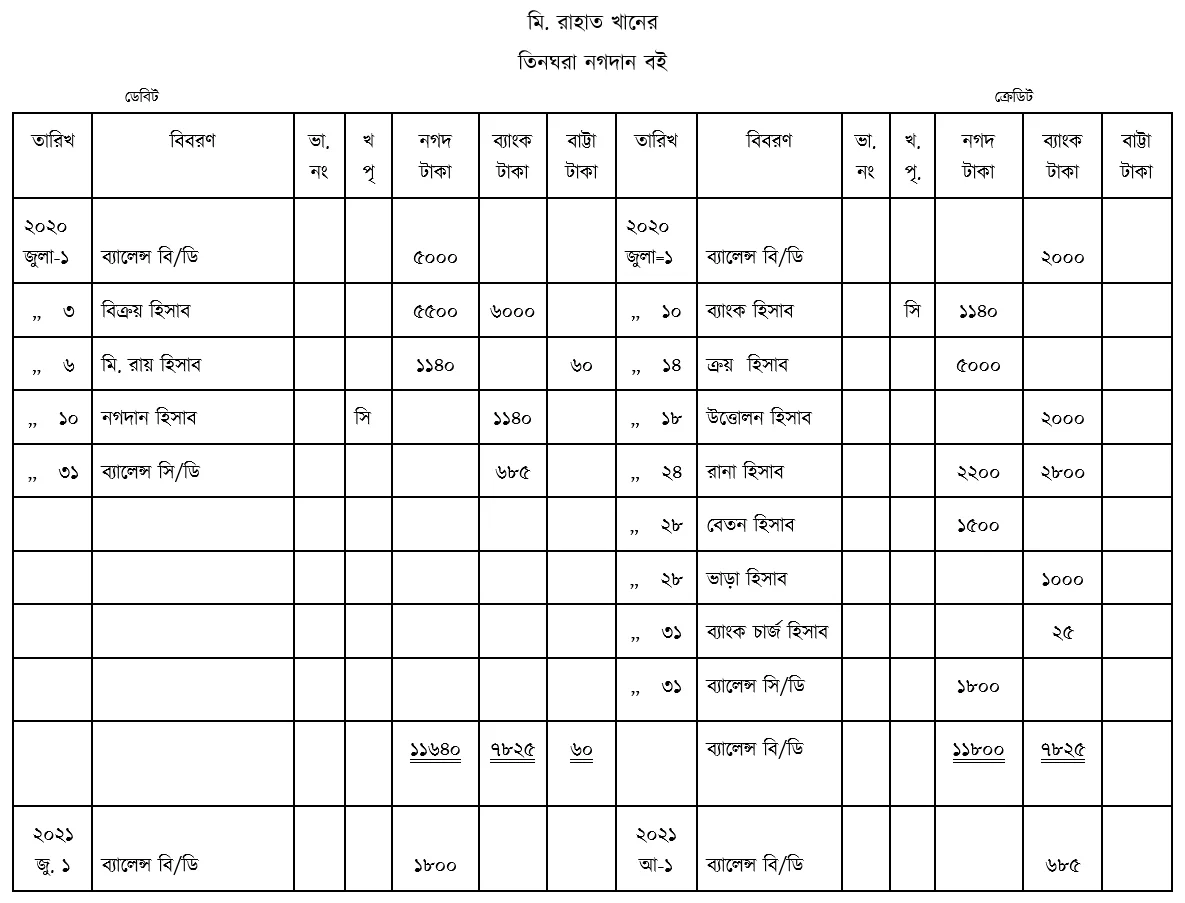 মি. রাহাত খানের
তিনঘরা নগদান বই
ডেবিট ক্রেডিট
তারিখ বিবরণ ভা. নং খ পৃ নগদ টাকা ব্যাংক টাকা বাট্টা টাকা তারিখ বিবরণ ভা. নং খ. পৃ. নগদ টাকা ব্যাংক টাকা বাট্টা টাকা
২০২০ ২০২০
জুলা-১ ব্যালেন্স বি/ডি ৫০০০ জুলা=১ ব্যালেন্স বি/ডি ২০০০
,, ৩ বিক্রয় হিসাব ৫৫০০ ৬০০০ ,, ১০ ব্যাংক হিসাব সি ১১৪০
,, ৬ মি. রায় হিসাব ১১৪০ ৬০ ,, ১৪ ক্রয় হিসাব ৫০০০
,, ১০ নগদান হিসাব সি ১১৪০ ,, ১৮ উত্তোলন হিসাব ২০০০
,, ৩১ ব্যালেন্স সি/ডি ৬৮৫ ,, ২৪ রানা হিসাব ২২০০ ২৮০০
,, ২৮ বেতন হিসাব ১৫০০
,, ২৮ ভাড়া হিসাব ১০০০
,, ৩১ ব্যাংক চার্জ হিসাব ২৫
,, ৩১ ব্যালেন্স সি/ডি ১৮০০
১১৬৪০ ৭৮২৫ ৬০ ব্যালেন্স বি/ডি ১১৮০০ ৭৮২৫
২০২১ ২০২১
জু. ১ ব্যালেন্স বি/ডি ১৮০০ আ-১ ব্যালেন্স বি/ডি ৬৮৫